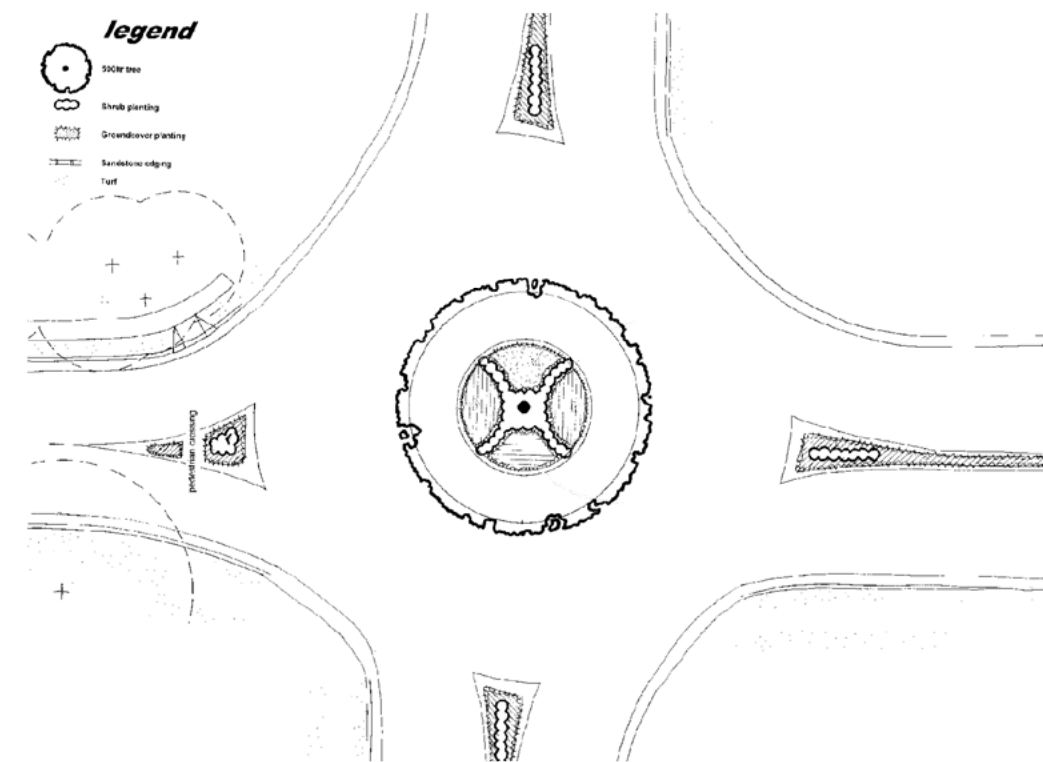 legend
500ltr tree
Shrub planting
Groundcover planting
Sandstone edging
Turf
pedestrian crossing